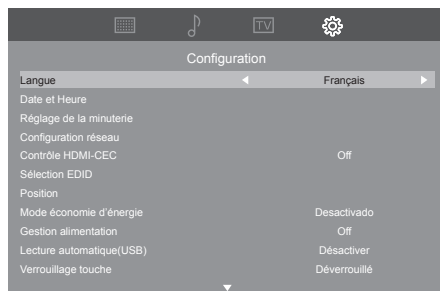 TV
Configuration
Langue Français
Date et Heure
Réglage de la minuterie
Configuration réseau
Contrôle HDMI-CEC Off
Sélection EDID
Position
Mode économie d'énergie Desactivado
Gestion alimentation Off
Lecture automatique(USB) Désactiver
Verrouillage touche Déverrouillé